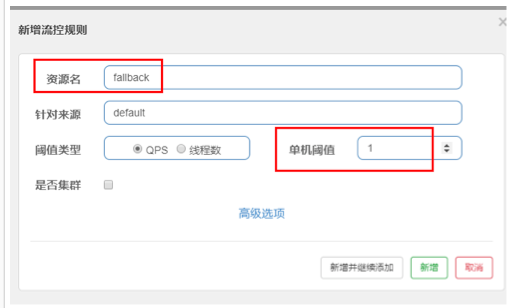 新增流控规则
×
资源名 fallback
针对来源 default
阈值类型 QPS 线程数 单机阈值 1
是否集群
高级选项
新增并继续添加 新增 取消